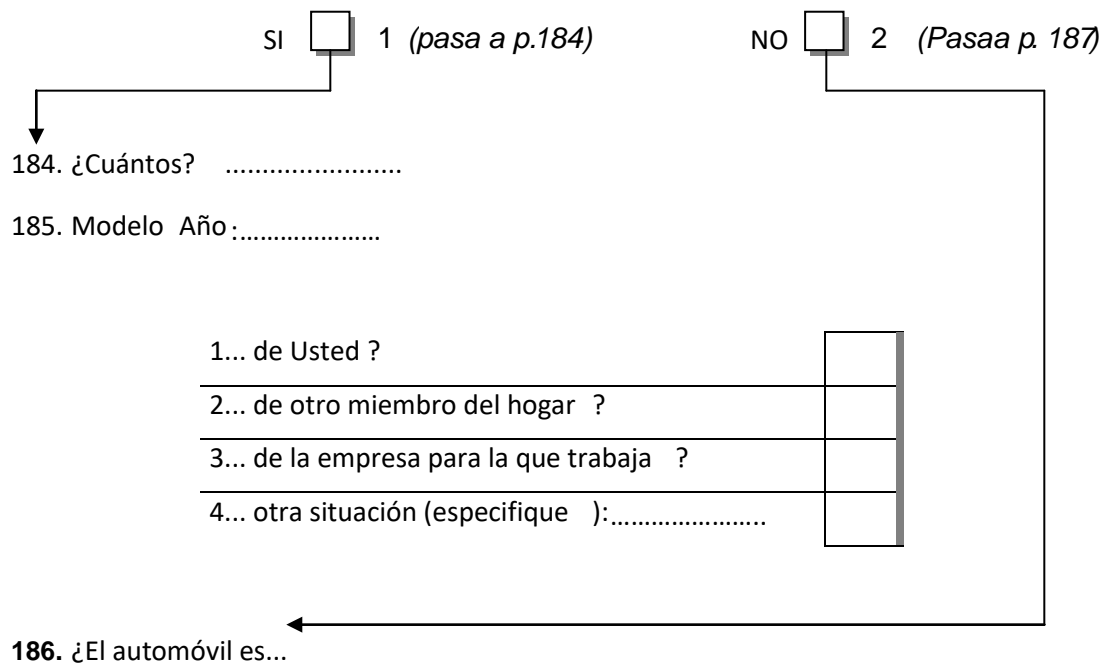 SI 1 (pasa a p.184) NO 2 (Pasaa p. 187)
184. ¿Cuántos? ........................
185. Modelo Año :.....................
1... de Usted ?
2... de otro miembro del hogar ?
3... de la empresa para la que trabaja ?
4... otra situación (especifique ):......................
186. ¿El automóvil es...